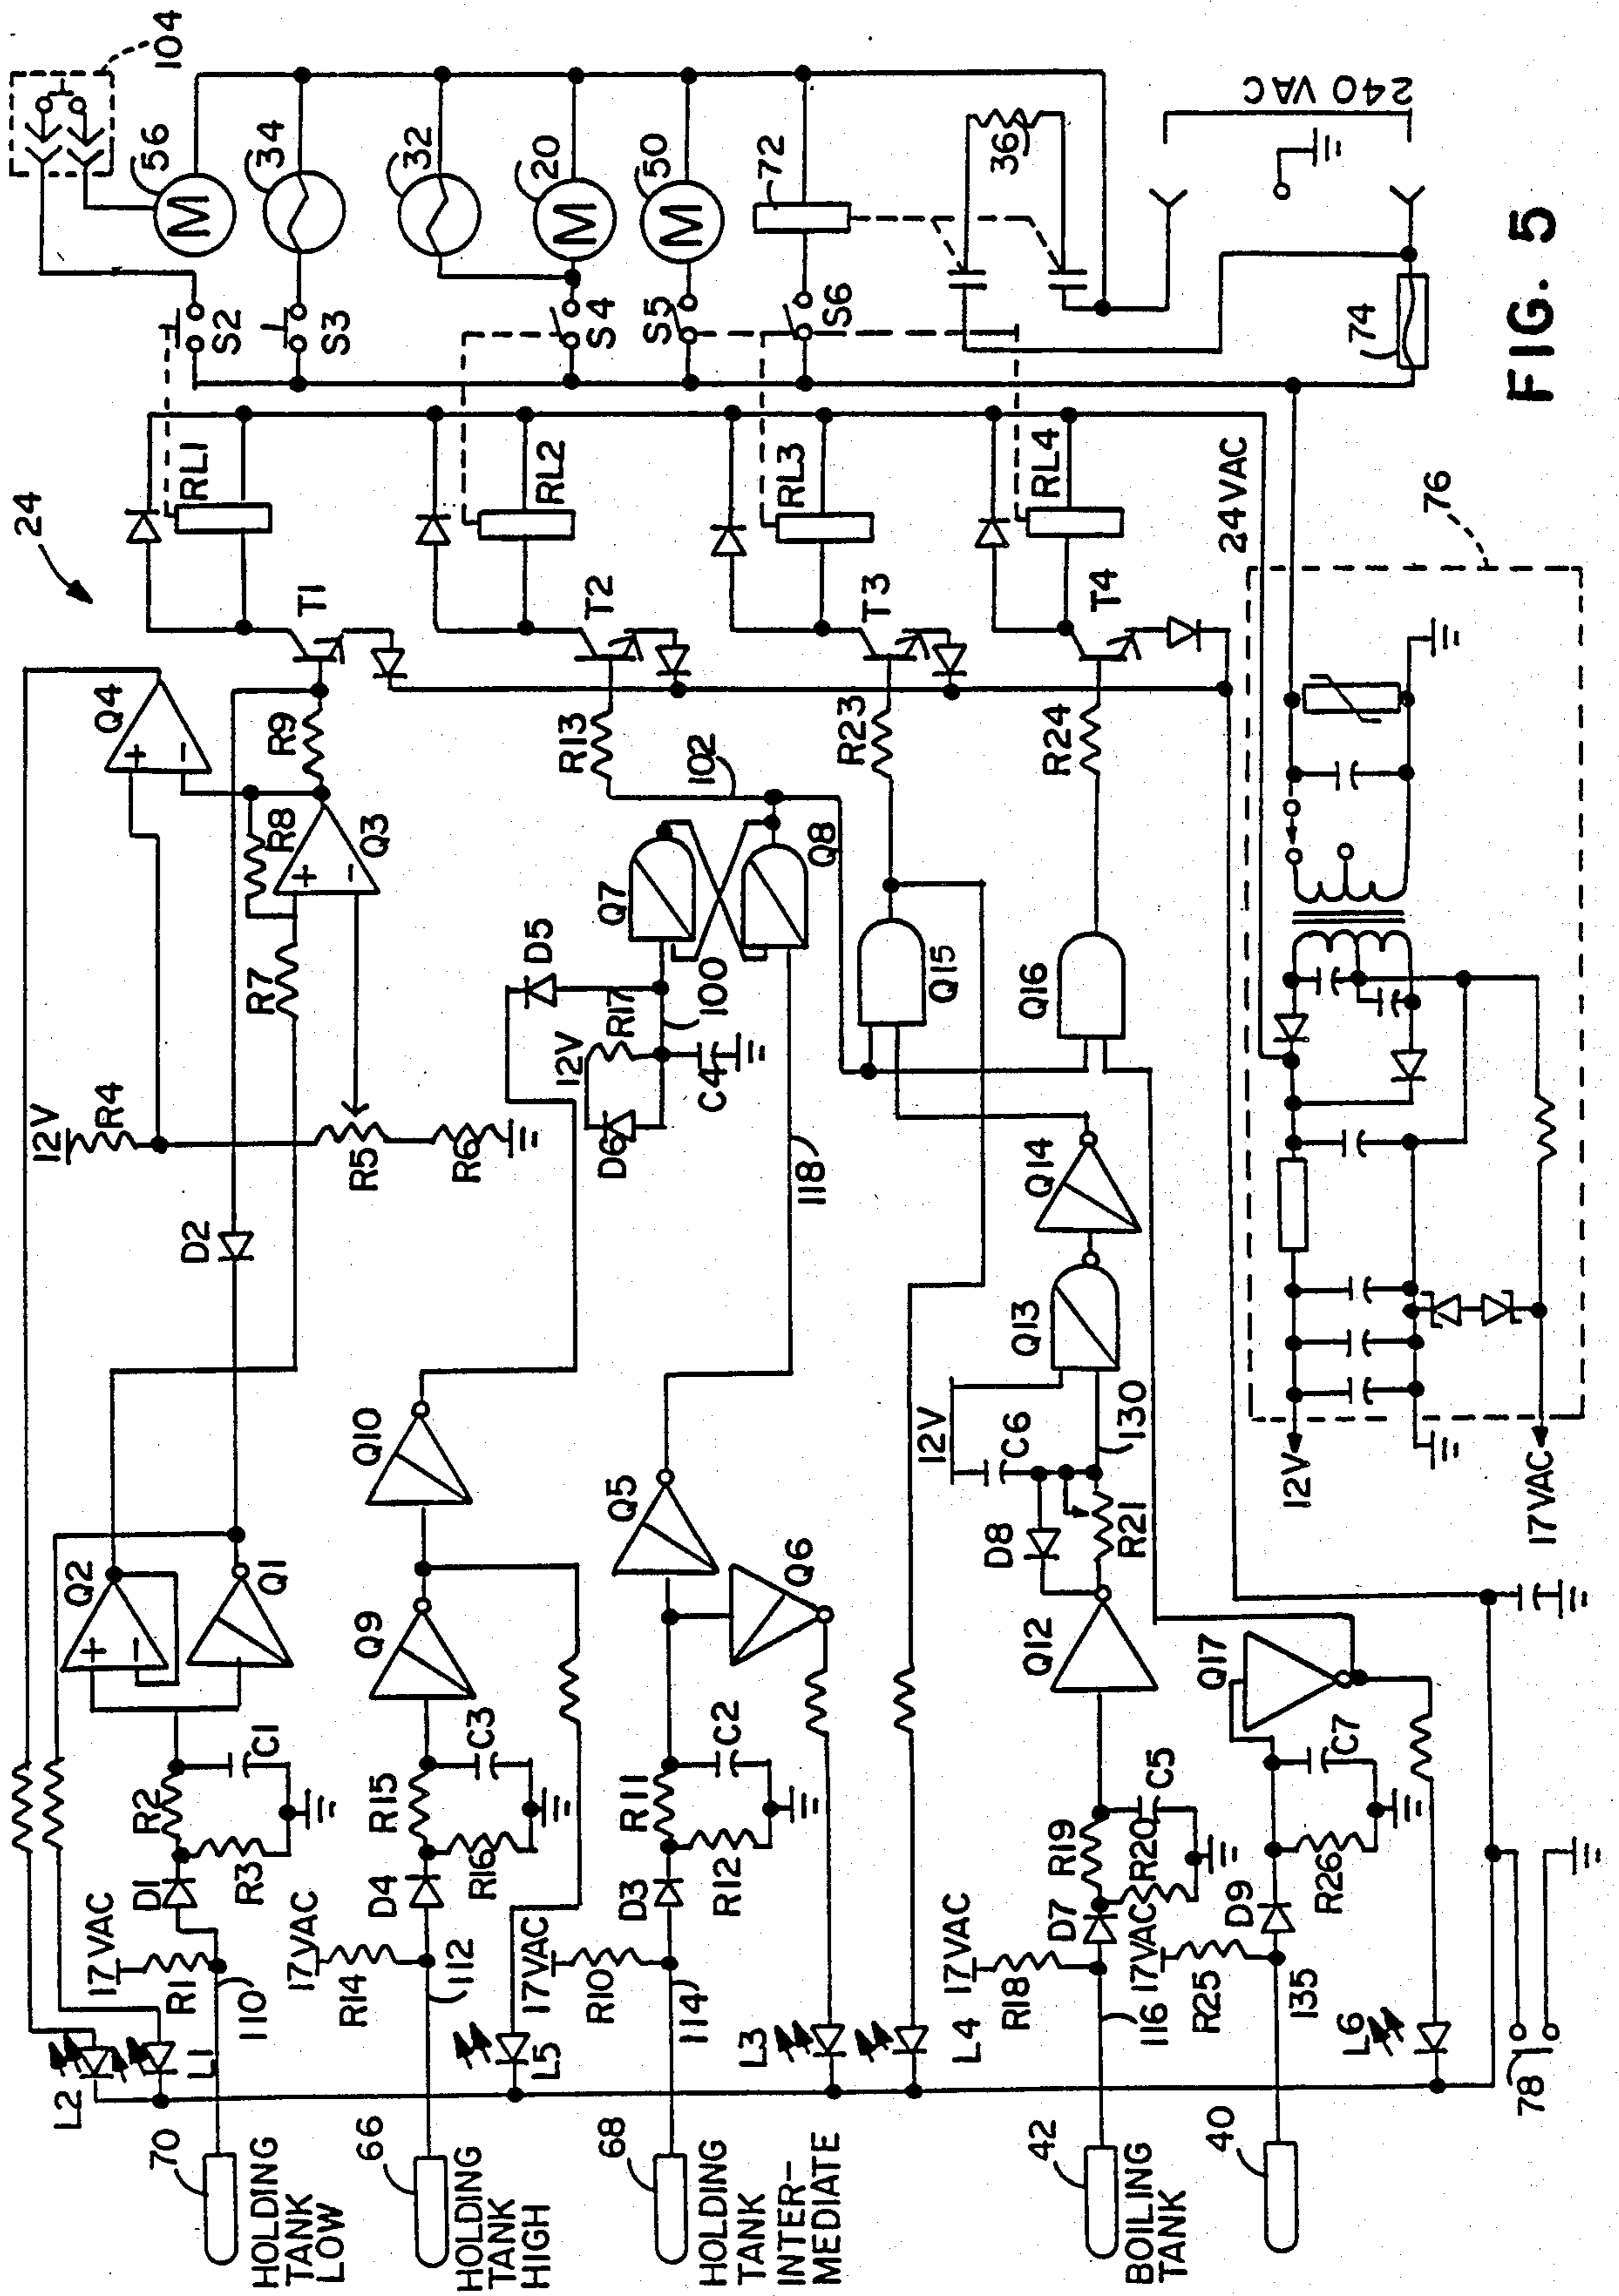 24
104
56
M
34
32
20
M
50
M
72
36
240 VAC
S2
S3
S4
S5
S6
74
FIG. 5
RL1
RL2
RL3
RL4
24VAC
76
T1
T2
T3
T4
Q4
+
-
R9
R8
+
-
Q3
R7
R13
102
Q7
Q8
R23
R24
D5
12V
R17
100
C4
D6
Q15
Q16
12V
R4
R5
R6
118
D2
Q14
Q13
Q10
Q5
12V
C6
130
D8
R21
12V
17VAC
Q2
+
-
Q1
Q9
Q6
Q12
Q17
R2
C1
R3
D1
17VAC
R1
110
R15
C3
R16
D4
17VAC
R14
112
R11
C2
R12
D3
17VAC
R10
114
R19
C5
R20
D7
17VAC
R18
116
C7
R26
D9
17VAC
R25
135
L2
L1
L5
L3
L4
L6
78
70
HOLDING
TANK
LOW
66
HOLDING
TANK
HIGH
68
HOLDING
TANK
INTER-
MEDIATE
42
BOILING
TANK
40